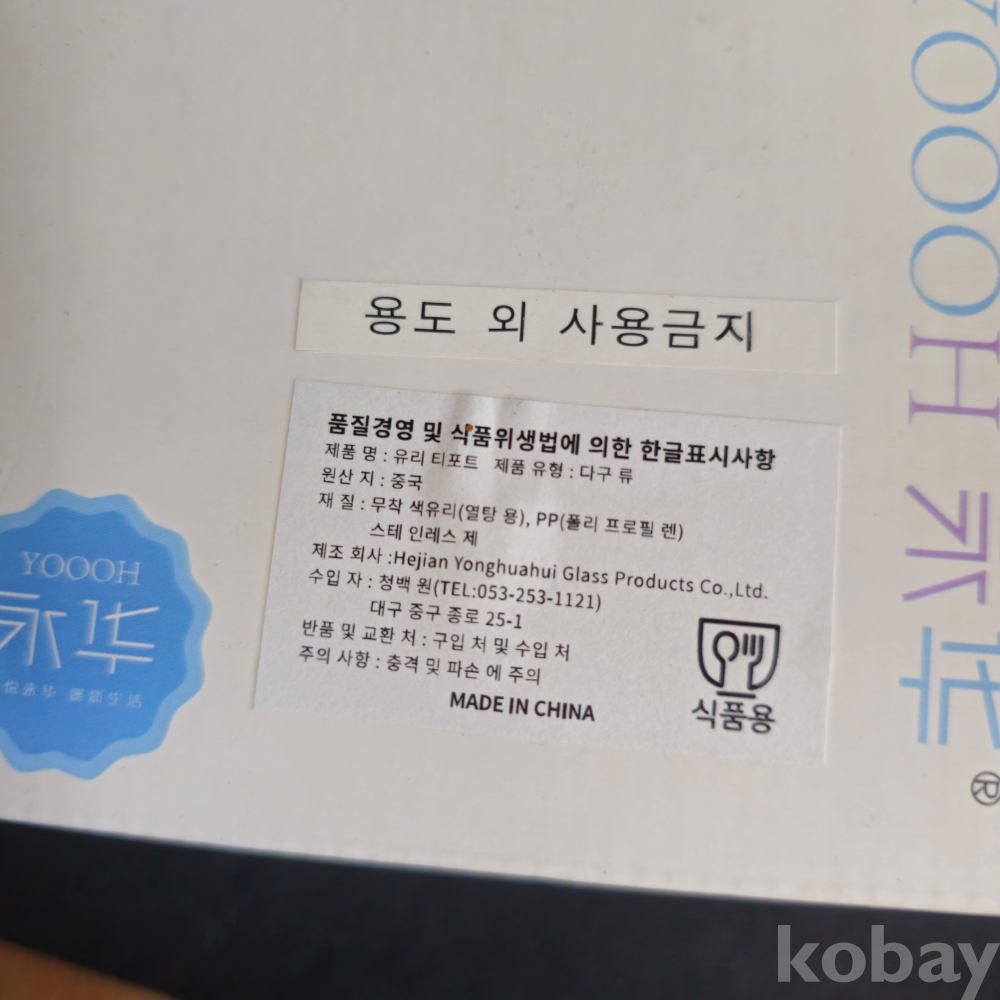 용도 외 사용금지
품질경영 및 식품위생법에 의한 한글표시사항
제품 명 : 유리 티포트 제품 유형 : 다구 류
원산 지 : 중국
재 질 : 무착 색유리(열탕 용), PP(폴리 프로필 렌)
스테 인레스 제
제조 회사 :Hejian Yonghuahui Glass Products Co.,Ltd.
수입 자 : 청백 원(TEL:053-253-1121)
대구 중구 종로 25-1
반품 및 교환 처 : 구입 처 및 수입 처
주의 사항 : 충격 및 파손 에 주의
MADE IN CHINA
식품용
YOOOH
永华
悦永华 臻质生活
YOOOH 永华®
kobay